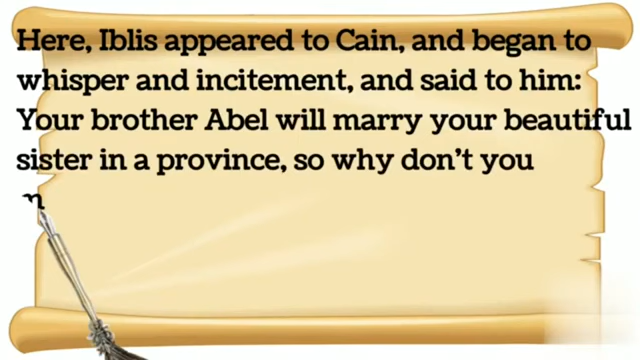 Here, Iblis appeared to Cain, and began to
whisper and incitement, and said to him:
Your brother Abel will marry your beautiful
sister in a province, so why don't you